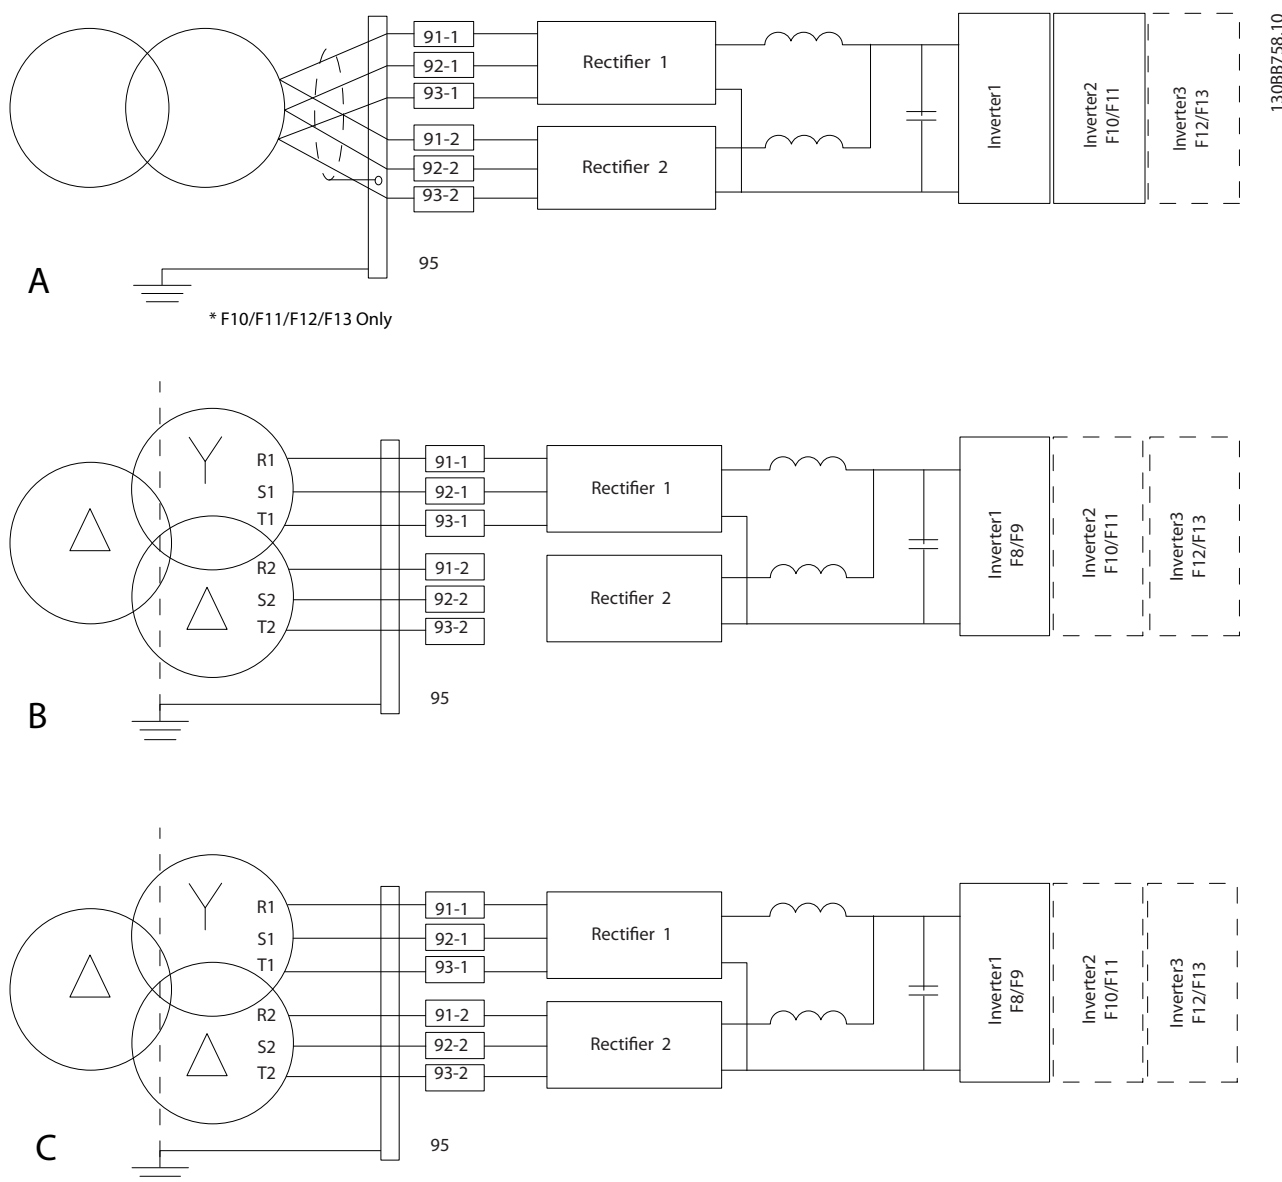 130BB758.10
91-1
92-1
93-1
91-2
92-2
93-2
Rectifier 1
Rectifier 2
Inverter1
Inverter2
F10/F11
Inverter3
F12/F13
95
A
* F10/F11/F12/F13 Only
R1
S1
T1
R2
S2
T2
91-1
92-1
93-1
91-2
92-2
93-2
Rectifier 1
Rectifier 2
Inverter1
F8/F9
Inverter2
F10/F11
Inverter3
F12/F13
95
B
R1
S1
T1
R2
S2
T2
91-1
92-1
93-1
91-2
92-2
93-2
Rectifier 1
Rectifier 2
Inverter1
F8/F9
Inverter2
F10/F11
Inverter3
F12/F13
95
C